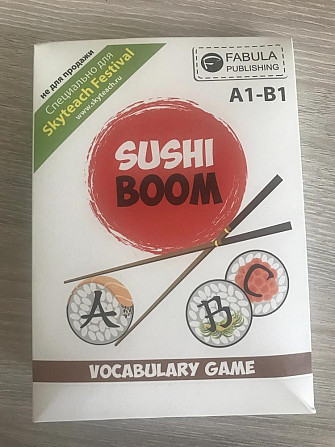 не для продажи
Специально для
Skyteach Festival
www.skyteach.ru
FABULA
PUBLISHING
A1-B1
SUSHI
BOOM
A
B
C
VOCABULARY GAME